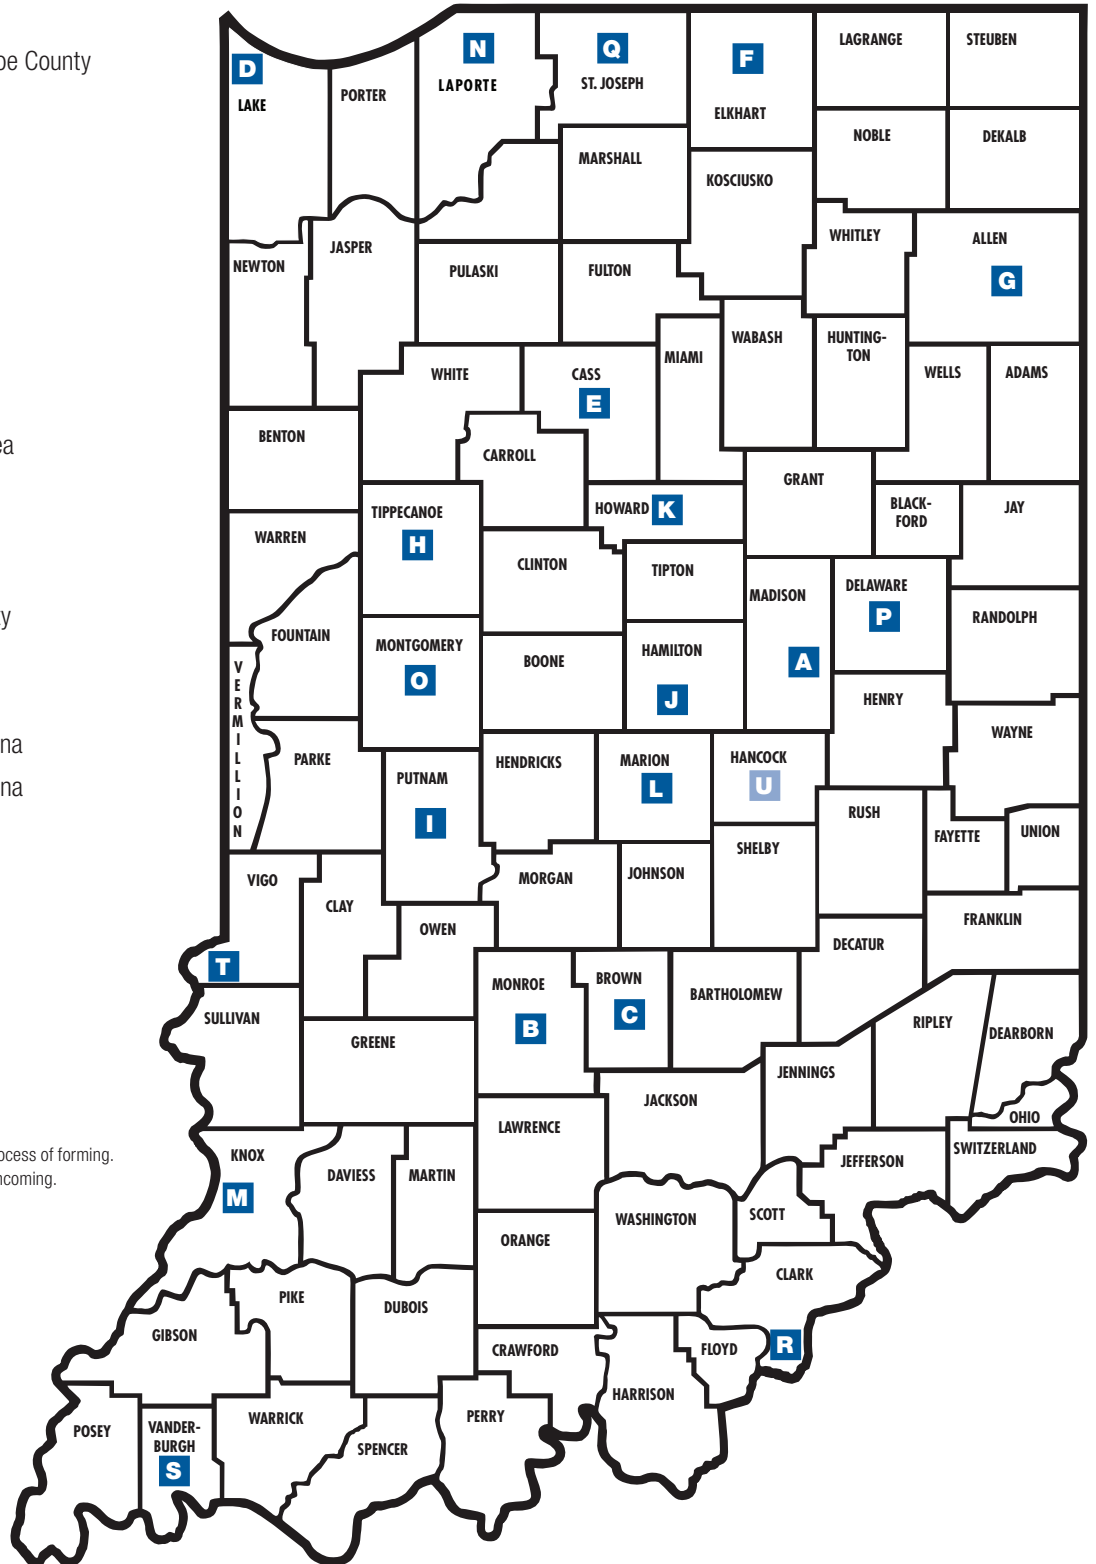 oe County
ea
ty
na
na
ocess of forming.
ncoming.
D
LAKE
PORTER
N
LAPORTE
Q
ST. JOSEPH
F
ELKHART
LAGRANGE
STEUBEN
NOBLE
DEKALB
MARSHALL
KOSCIUSKO
WHITLEY
ALLEN
G
NEWTON
JASPER
PULASKI
FULTON
WABASH
HUNTING-
TON
MIAMI
WHITE
CASS
E
WELLS
ADAMS
BENTON
CARROLL
GRANT
HOWARD K
BLACK-
FORD
JAY
TIPPECANOE
H
WARREN
CLINTON
TIPTON
MADISON
A
DELAWARE
P
RANDOLPH
FOUNTAIN
MONTGOMERY
O
BOONE
HAMILTON
J
HENRY
VERMILLION
PARKE
PUTNAM
I
HENDRICKS
MARION
L
HANCOCK
U
WAYNE
RUSH
FAYETTE
UNION
VIGO
T
CLAY
MORGAN
JOHNSON
SHELBY
OWEN
DECATUR
FRANKLIN
MONROE
B
BROWN
C
BARTHOLOMEW
SULLIVAN
GREENE
RIPLEY
DEARBORN
JENNINGS
JACKSON
OHIO
LAWRENCE
KNOX
M
DAVIESS
MARTIN
JEFFERSON
SWITZERLAND
WASHINGTON
SCOTT
ORANGE
CLARK
R
PIKE
DUBOIS
GIBSON
CRAWFORD
FLOYD
HARRISON
POSEY
VANDER-
BURGH
S
WARRICK
PERRY
SPENCER